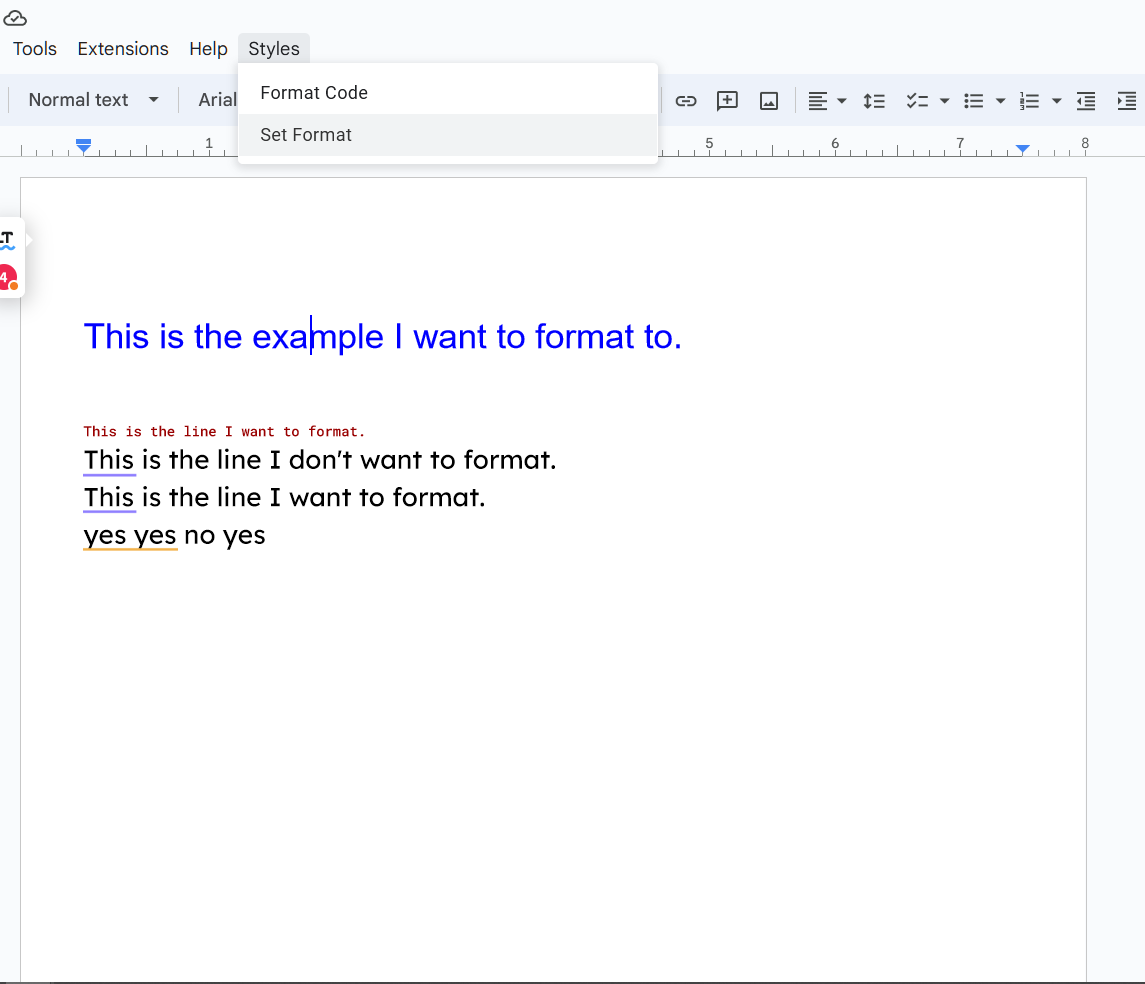 Tools Extensions Help Styles
Normal text Arial
Format Code
Set Format
1 5 6 7 8
LT
4
This is the example I want to format to.
This is the line I want to format.
This is the line I don't want to format.
This is the line I want to format.
yes yes no yes